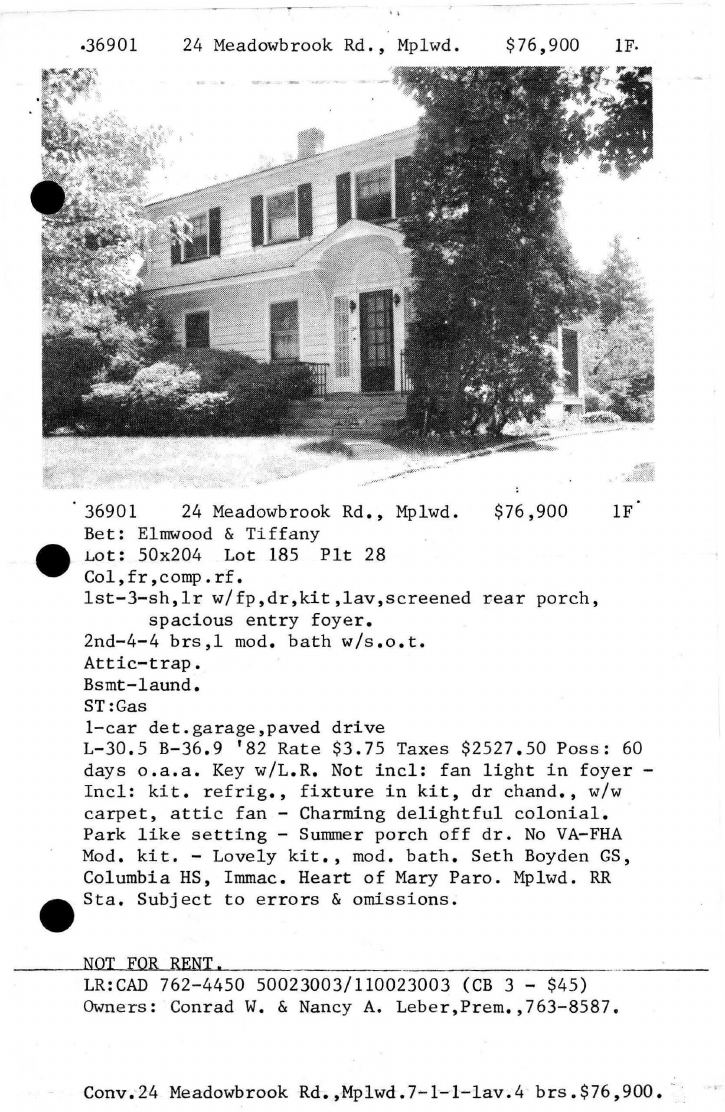 36901 24 Meadowbrook Rd., Mplwd. $76,900 1F
36901 24 Meadowbrook Rd., Mplwd. $76,900 1F
Bet: Elmwood & Tiffany
Lot: 50x204 Lot 185 Plt 28
Col,fr,comp.rf.
1st-3-sh,lr w/fp,dr,kit,lav,screened rear porch,
spacious entry foyer.
2nd-4-4 brs,1 mod. bath w/s.o.t.
Attic-trap.
Bsmt-laund.
ST:Gas
1-car det.garage,paved drive
L-30.5 B-36.9 '82 Rate $3.75 Taxes $2527.50 Poss: 60
days o.a.a. Key w/L.R. Not incl: fan light in foyer -
Incl: kit. refrig., fixture in kit, dr chand., w/w
carpet, attic fan - Charming delightful colonial.
Park like setting - Summer porch off dr. No VA-FHA
Mod. kit. - Lovely kit., mod. bath. Seth Boyden GS,
Columbia HS, Immac. Heart of Mary Paro. Mplwd. RR
Sta. Subject to errors & omissions.
NOT FOR RENT.
LR:CAD 762-4450 50023003/110023003 (CB 3 - $45)
Owners: Conrad W. & Nancy A. Leber,Prem.,763-8587.
Conv.24 Meadowbrook Rd.,Mplwd.7-1-1-lav.4 brs.$76,900.